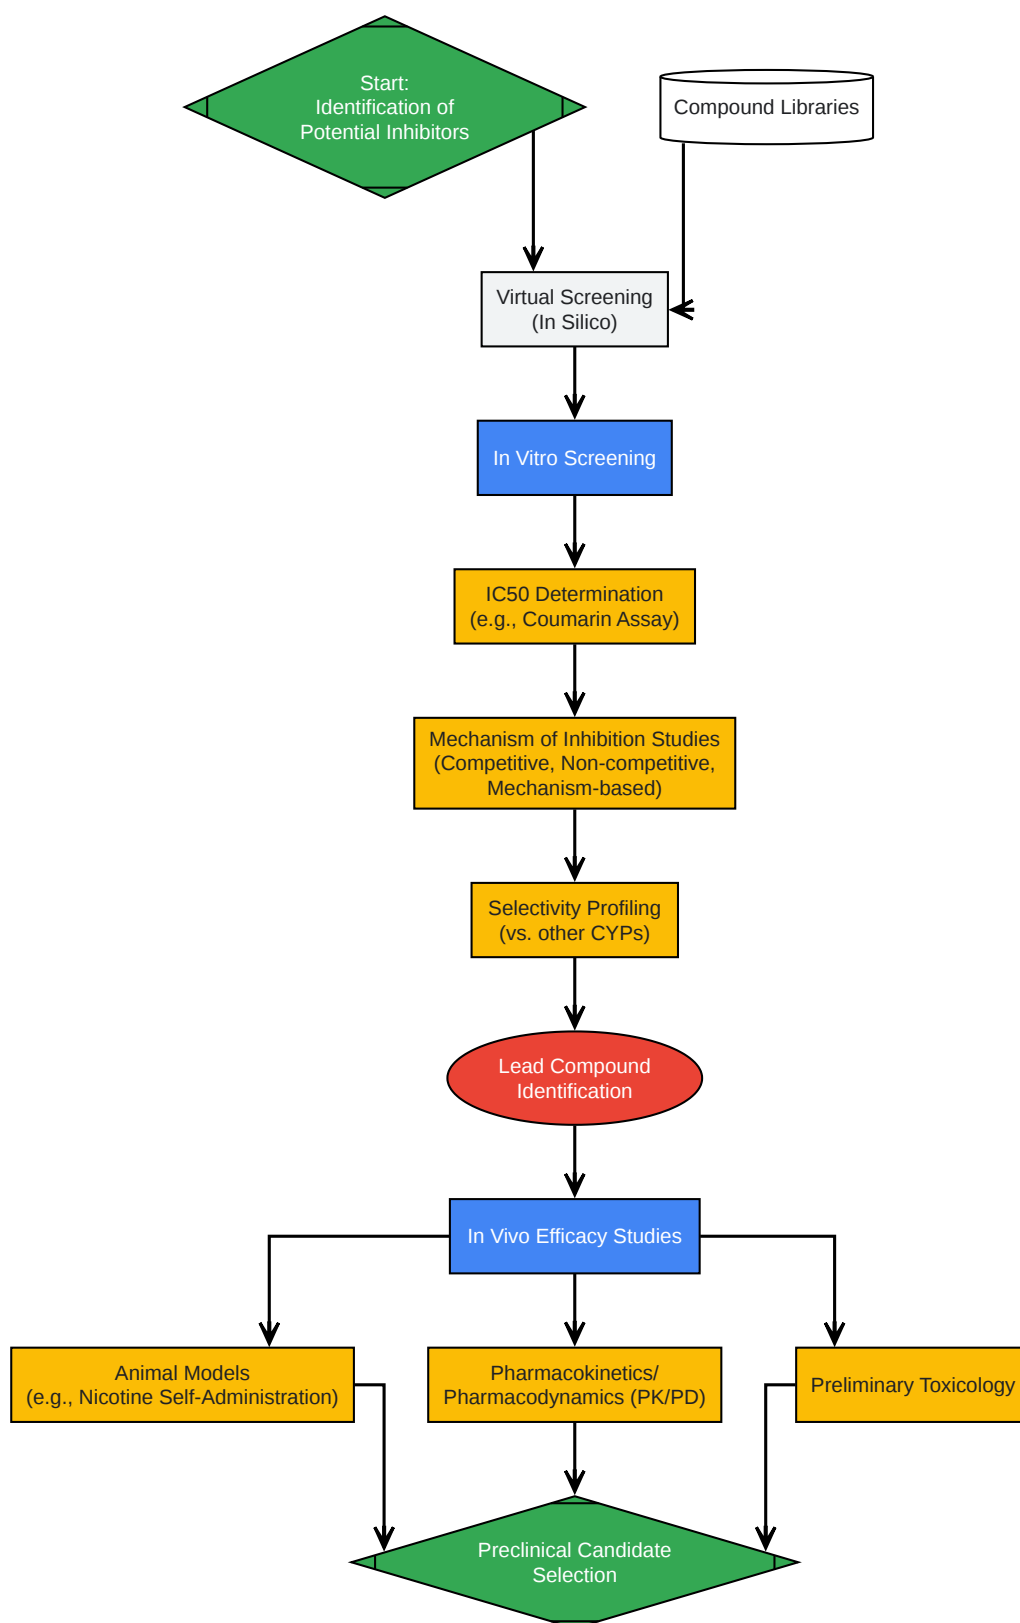 Start:
Identification of
Potential Inhibitors
Compound Libraries
Virtual Screening
(In Silico)
In Vitro Screening
IC50 Determination
(e.g., Coumarin Assay)
Mechanism of Inhibition Studies
(Competitive, Non-competitive,
Mechanism-based)
Selectivity Profiling
(vs. other CYPs)
Lead Compound
Identification
In Vivo Efficacy Studies
Animal Models
(e.g., Nicotine Self-Administration)
Pharmacokinetics/
Pharmacodynamics (PK/PD)
Preliminary Toxicology
Preclinical Candidate
Selection